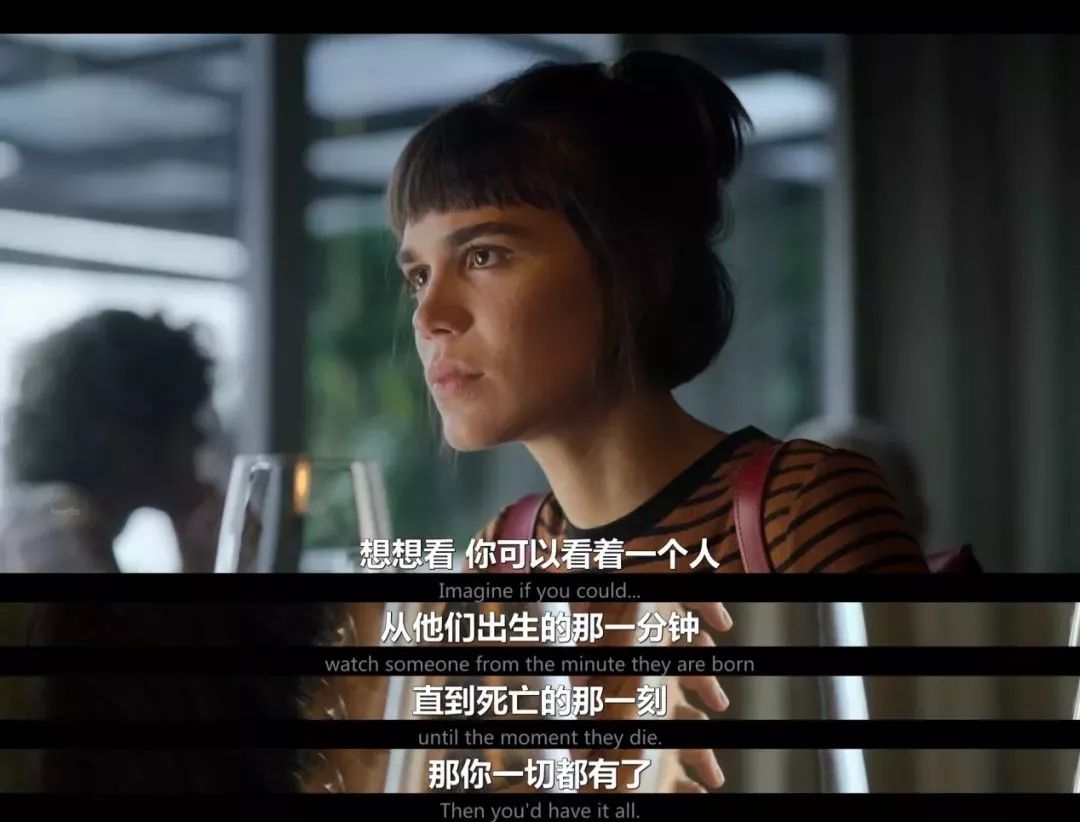 想想看 你可以看着一个人
Imagine if you could...
从他们出生的那一分钟
watch someone from the minute they are born
直到死亡的那一刻
until the moment they die.
那你一切都有了
Then you'd have it all.